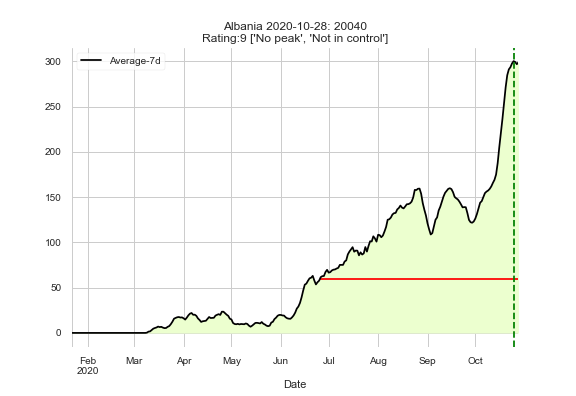 Albania 2020-10-28: 20040
Rating:9 ['No peak', 'Not in control']
Average-7d
300
250
200
150
100
50
0
Feb Mar Apr May Jun Jul Aug Sep Oct
2020
Date